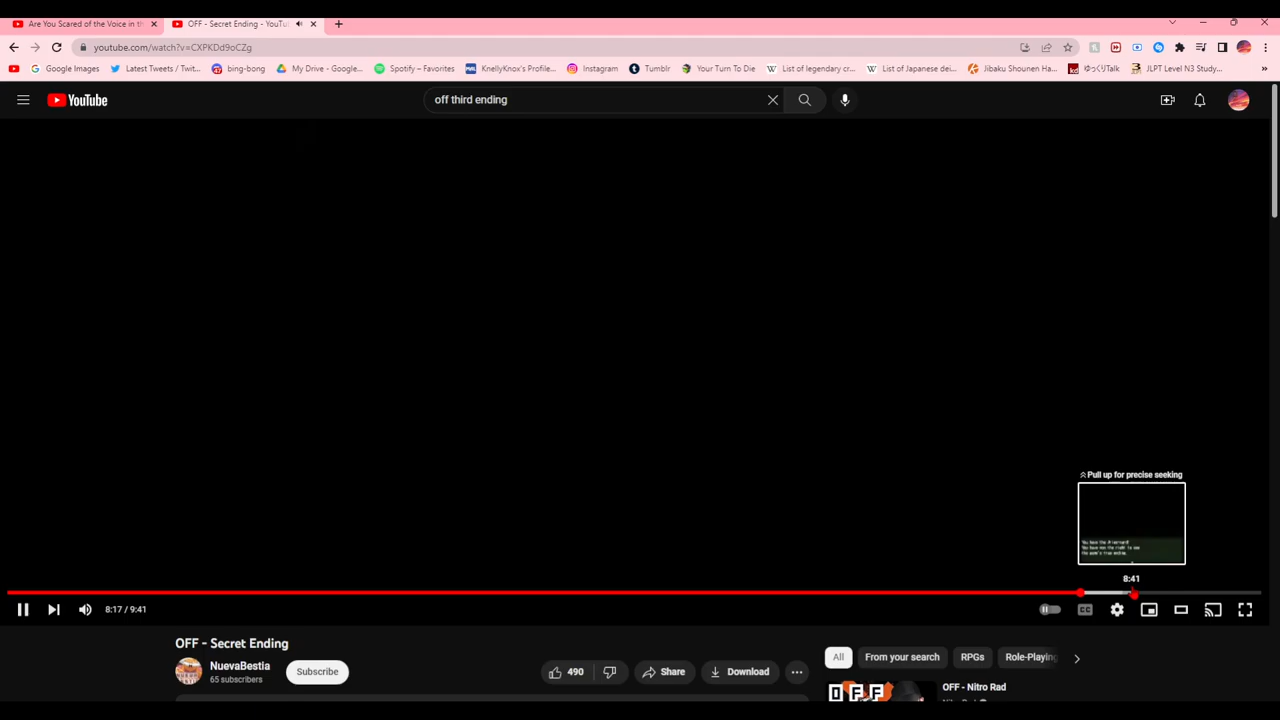 Are You Scared of the Voice in th
OFF - Secret Ending - YouTu
youtube.com/watch?v=CXPKDd9oCZg
Google Images
Latest Tweets / Twit...
bing-bong
My Drive - Google...
Spotify – Favorites
KnellyKnox's Profile...
Instagram
Tumblr
Your Turn To Die
List of legendary cr...
List of Japanese dei...
Jibaku Shounen Ha...
ゆっくりTalk
JLPT Level N3 Study...
YouTube
off third ending
Pull up for precise seeking
8:41
8:17 / 9:41
CC
OFF - Secret Ending
NuevaBestia
65 subscribers
Subscribe
490
Share
Download
All
From your search
RPGs
Role-Playing
OFF
OFF - Nitro Rad